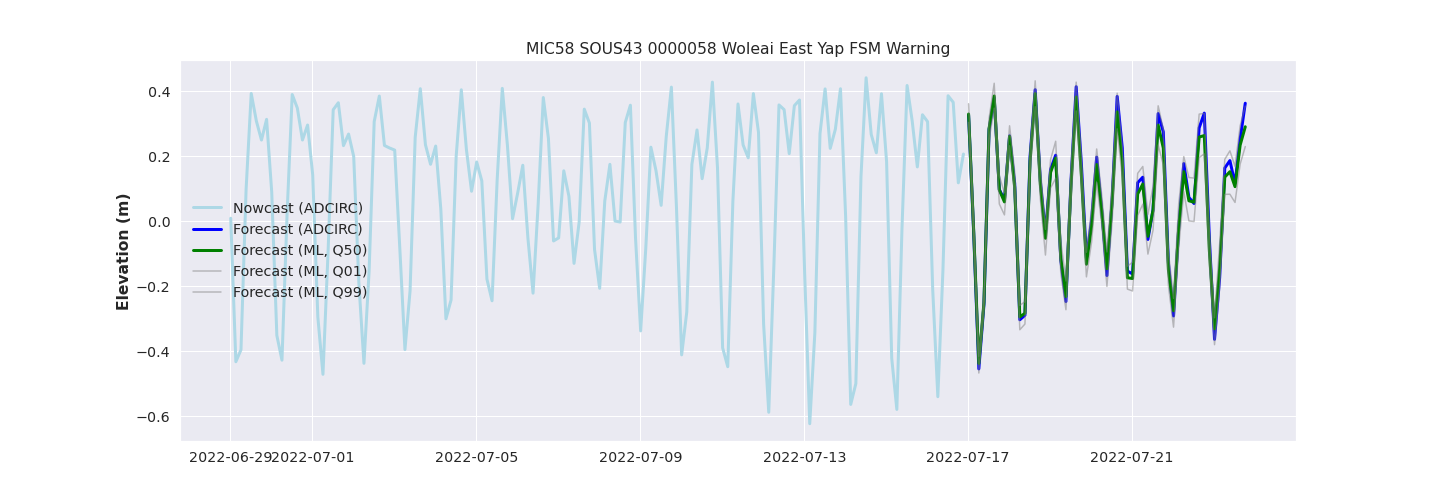 MIC58 SOUS43 0000058 Woleai East Yap FSM Warning
Elevation (m)
0.4
0.2
0.0
−0.2
−0.4
−0.6
Nowcast (ADCIRC)
Forecast (ADCIRC)
Forecast (ML, Q50)
Forecast (ML, Q01)
Forecast (ML, Q99)
2022-06-29 2022-07-01 2022-07-05 2022-07-09 2022-07-13 2022-07-17 2022-07-21